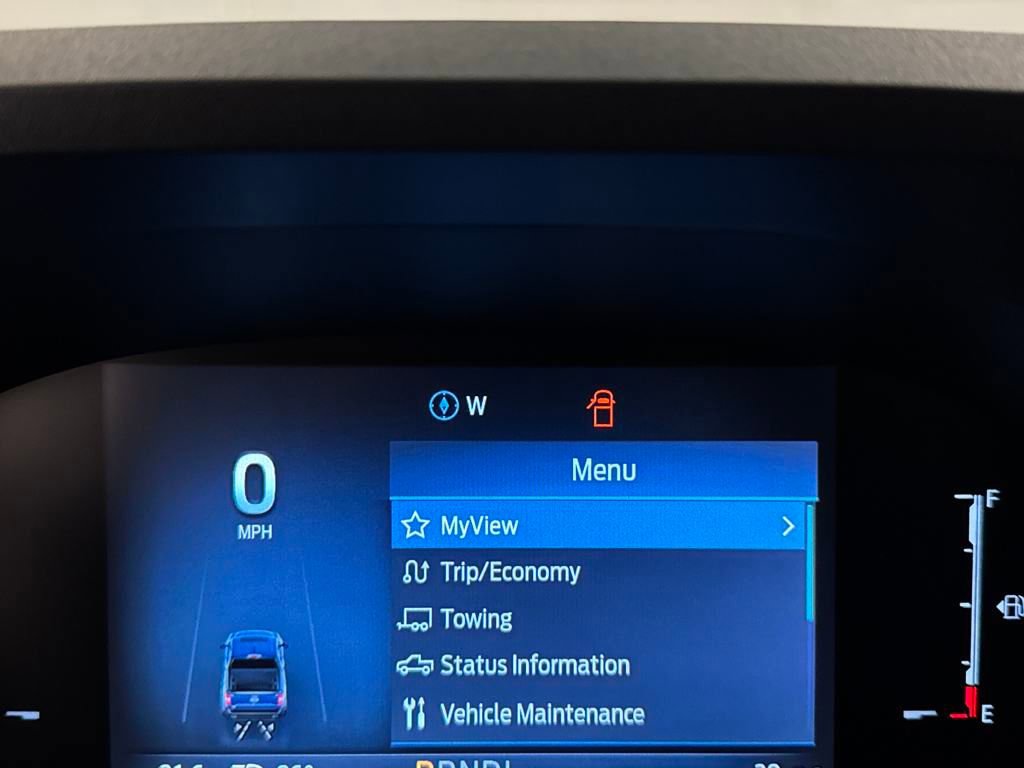 W
0
MPH
Menu
MyView
Trip/Economy
Towing
Status Information
Vehicle Maintenance
F
E